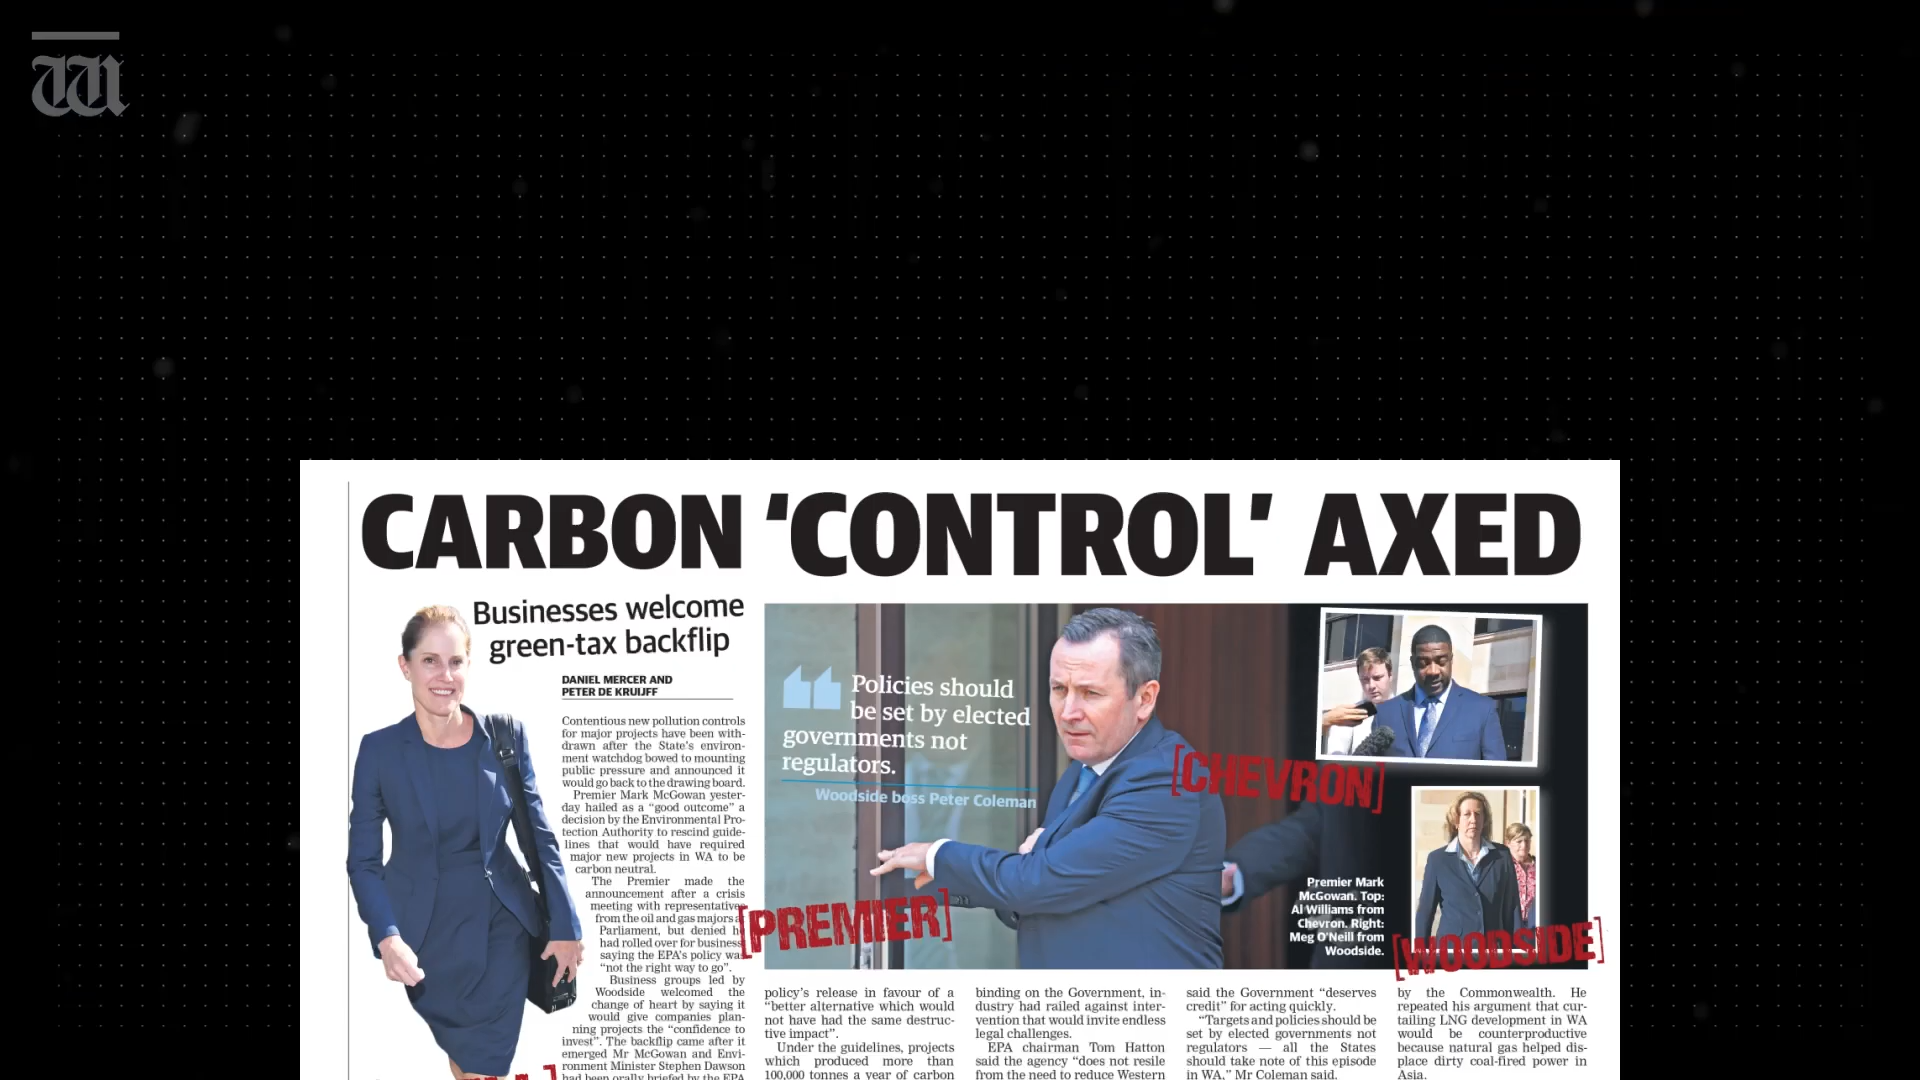 W
CARBON 'CONTROL' AXED
Businesses welcome
green-tax backflip
DANIEL MERCER AND
PETER DE KRUIJFF
Contentious new pollution controls
for major projects have been with-
drawn after the State's environ-
ment watchdog bowed to mounting
public pressure and announced it
would go back to the drawing board.
Premier Mark McGowan yester-
day hailed as a “good outcome” a
decision by the Environmental Pro-
tection Authority to rescind guide-
lines that would have required
major new projects in WA to be
carbon neutral.
The Premier made the
announcement after a crisis
meeting with representatives
from the oil and gas majors at
Parliament, but denied he
had rolled over for business,
saying the EPA's policy was
“not the right way to go”.
Business groups led by
Woodside welcomed the
change of heart by saying it
would give companies plan-
ning projects the “confidence to
invest”. The backflip came after it
emerged Mr McGowan and Envi-
ronment Minister Stephen Dawson
had been orally briefed by the EPA
Policies should
be set by elected
governments not
regulators.
Woodside boss Peter Coleman
[CHEVRON]
[PREMIER]
Premier Mark
McGowan. Top:
Al Williams from
Chevron. Right:
Meg O'Neill from
Woodside.
[WOODSIDE]
policy's release in favour of a
“better alternative which would
not have had the same destruc-
tive impact”.
Under the guidelines, projects
which produced more than
100,000 tonnes a year of carbon
binding on the Government, in-
dustry had railed against inter-
vention that would invite endless
legal challenges.
EPA chairman Tom Hatton
said the agency “does not resile
from the need to reduce Western
said the Government “deserves
credit” for acting quickly.
“Targets and policies should be
set by elected governments not
regulators — all the States
should take note of this episode
in WA,” Mr Coleman said.
by the Commonwealth. He
repeated his argument that cur-
tailing LNG development in WA
would be counterproductive
because natural gas helped dis-
place dirty coal-fired power in
Asia.